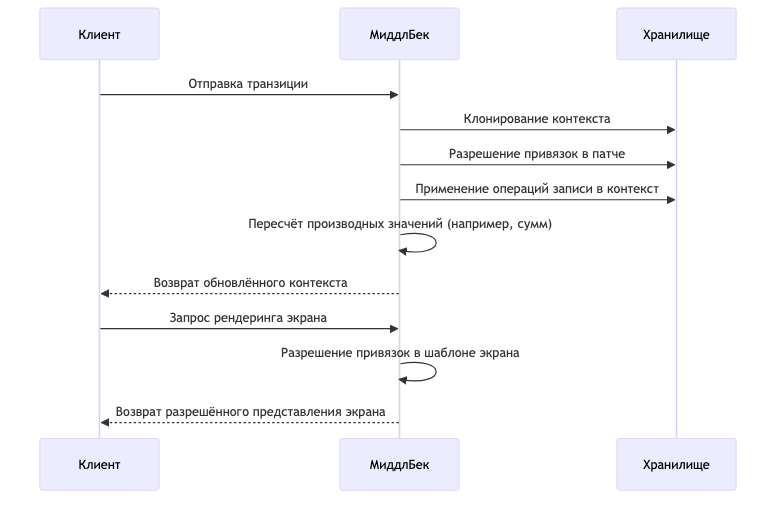 Клиент
МиддлБек
Хранилище
Отправка транзиции
Клонирование контекста
Разрешение привязок в патче
Применение операций записи в контекст
Пересчёт производных значений (например, сумм)
Возврат обновлённого контекста
Запрос рендеринга экрана
Разрешение привязок в шаблоне экрана
Возврат разрешённого представления экрана
Клиент
МиддлБек
Хранилище